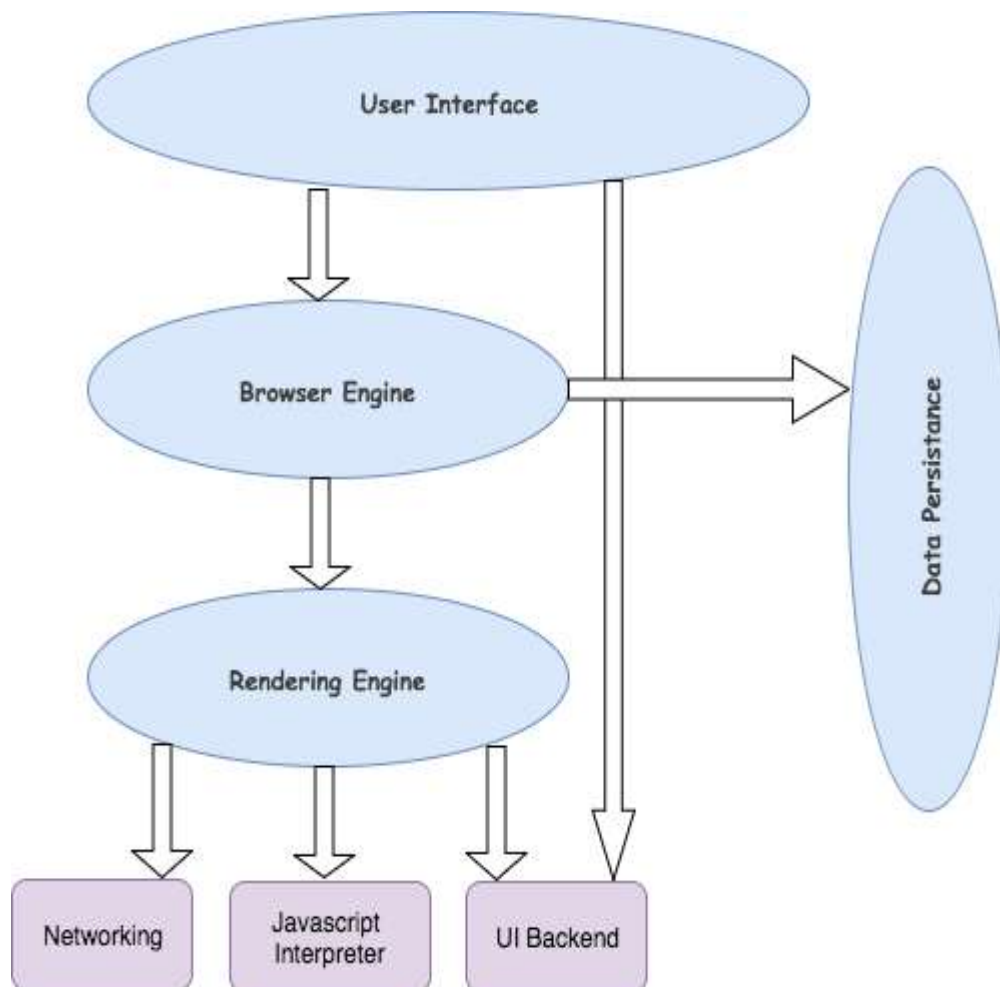 User Interface
Browser Engine
Data Persistance
Rendering Engine
Networking
Javascript
Interpreter
UI Backend